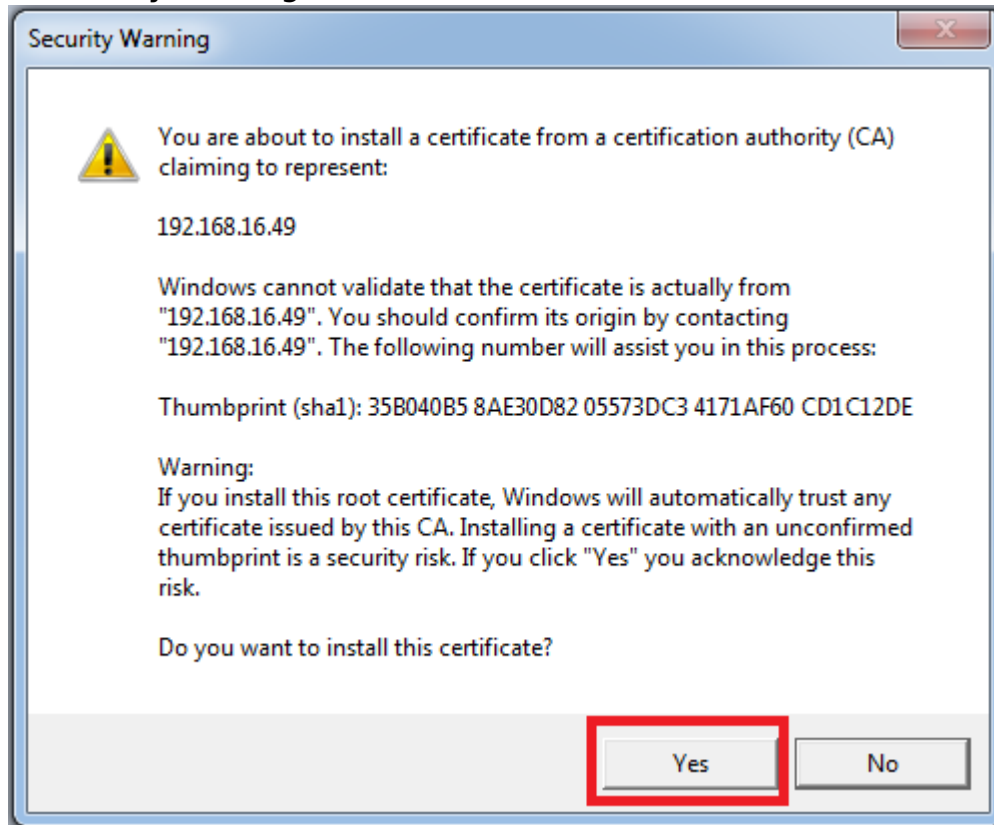 Security Warning
You are about to install a certificate from a certification authority (CA)
claiming to represent:
192.168.16.49
Windows cannot validate that the certificate is actually from
"192.168.16.49". You should confirm its origin by contacting
"192.168.16.49". The following number will assist you in this process:
Thumbprint (sha1): 35B040B5 8AE30D82 05573DC3 4171AF60 CD1C12DE
Warning:
If you install this root certificate, Windows will automatically trust any
certificate issued by this CA. Installing a certificate with an unconfirmed
thumbprint is a security risk. If you click "Yes" you acknowledge this
risk.
Do you want to install this certificate?
Yes
No